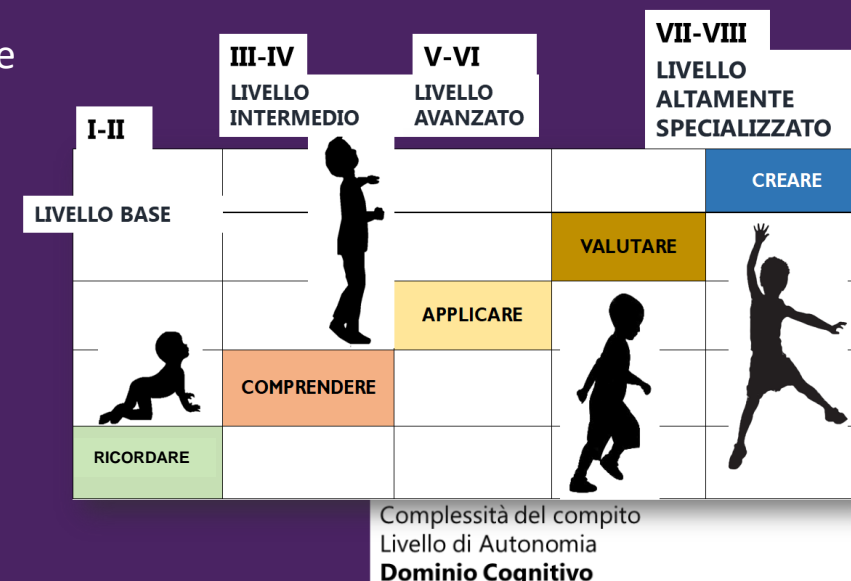 e
I-II
LIVELLO BASE
III-IV
LIVELLO
INTERMEDIO
V-VI
LIVELLO
AVANZATO
VII-VIII
LIVELLO
ALTAMENTE
SPECIALIZZATO
CREARE
VALUTARE
APPLICARE
COMPRENDERE
RICORDARE
Complessità del compito
Livello di Autonomia
Dominio Cognitivo